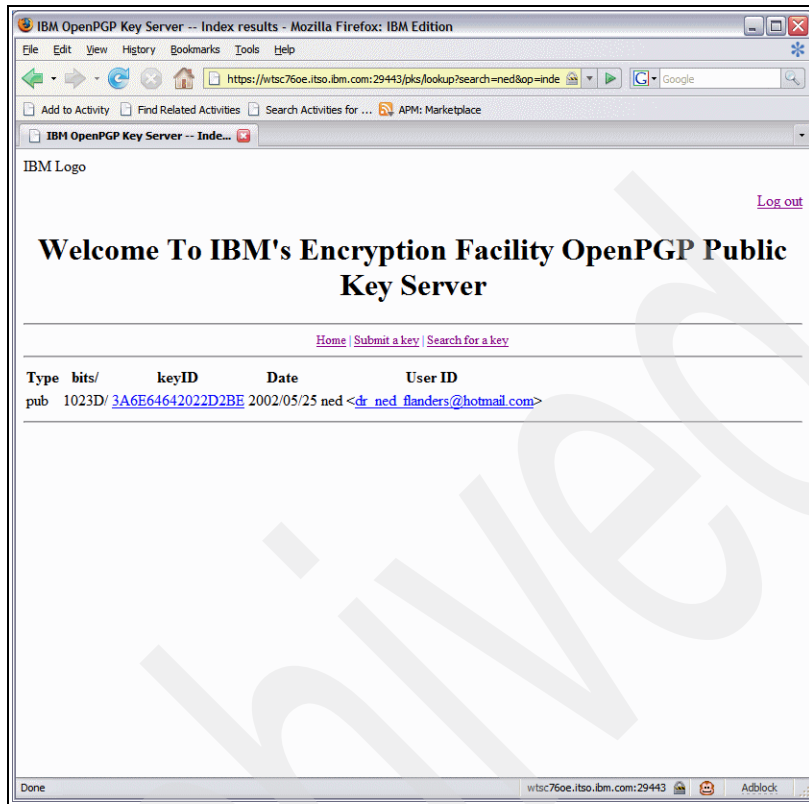 IBM OpenPGP Key Server -- Index results - Mozilla Firefox: IBM Edition
File Edit View History Bookmarks Tools Help
https://wtsc76oe.itso.ibm.com:29443/pks/lookup?search=ned&op=inde G Google
Add to Activity Find Related Activities Search Activities for ... APM: Marketplace
IBM OpenPGP Key Server -- Inde...
IBM Logo
Log out
Welcome To IBM's Encryption Facility OpenPGP Public
Key Server
Home | Submit a key | Search for a key
Type bits/ keyID Date User ID
pub 1023D/ 3A6E64642022D2BE 2002/05/25 ned <dr_ned_flanders@hotmail.com>
hived
Done wtsc76oe.itso.ibm.com:29443 Adblock